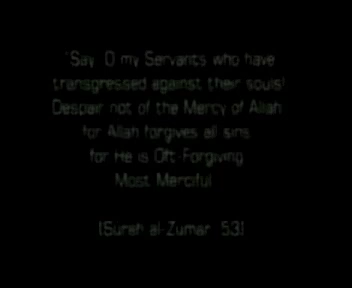 "Say O my Servants who have
transgressed against their souls!
Despair not of the Mercy of Allah
for Allah forgives all sins
for He is Oft-Forgiving
Most Merciful
[Surah al-Zumar 53]